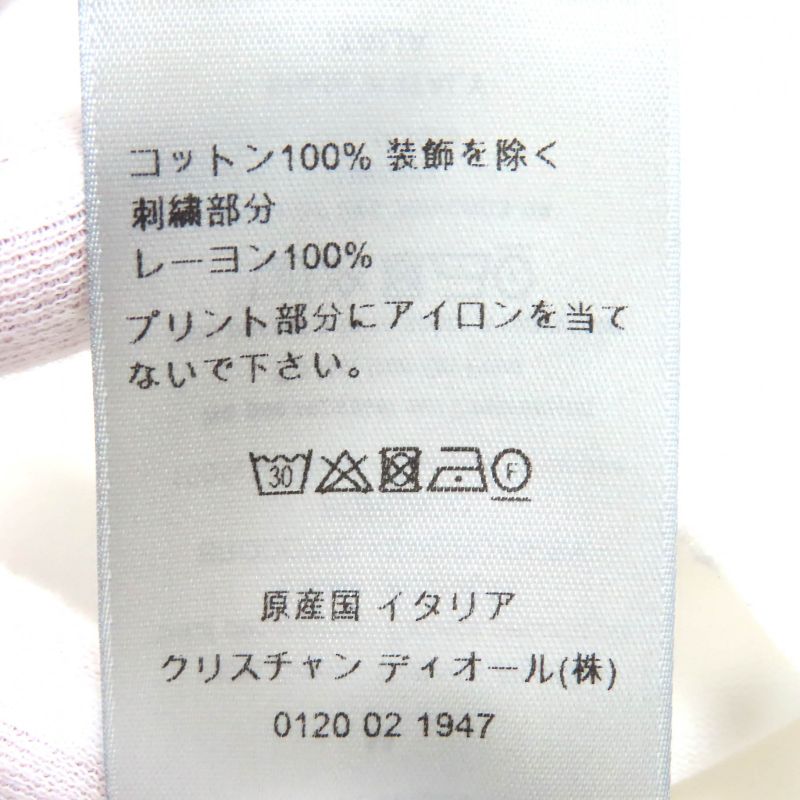 コットン100% 装飾を除く
刺繍部分
レーヨン100%
プリント部分にアイロンを当て
ないで下さい。
30 F
原産国 イタリア
クリスチャン ディオール(株)
0120 02 1947